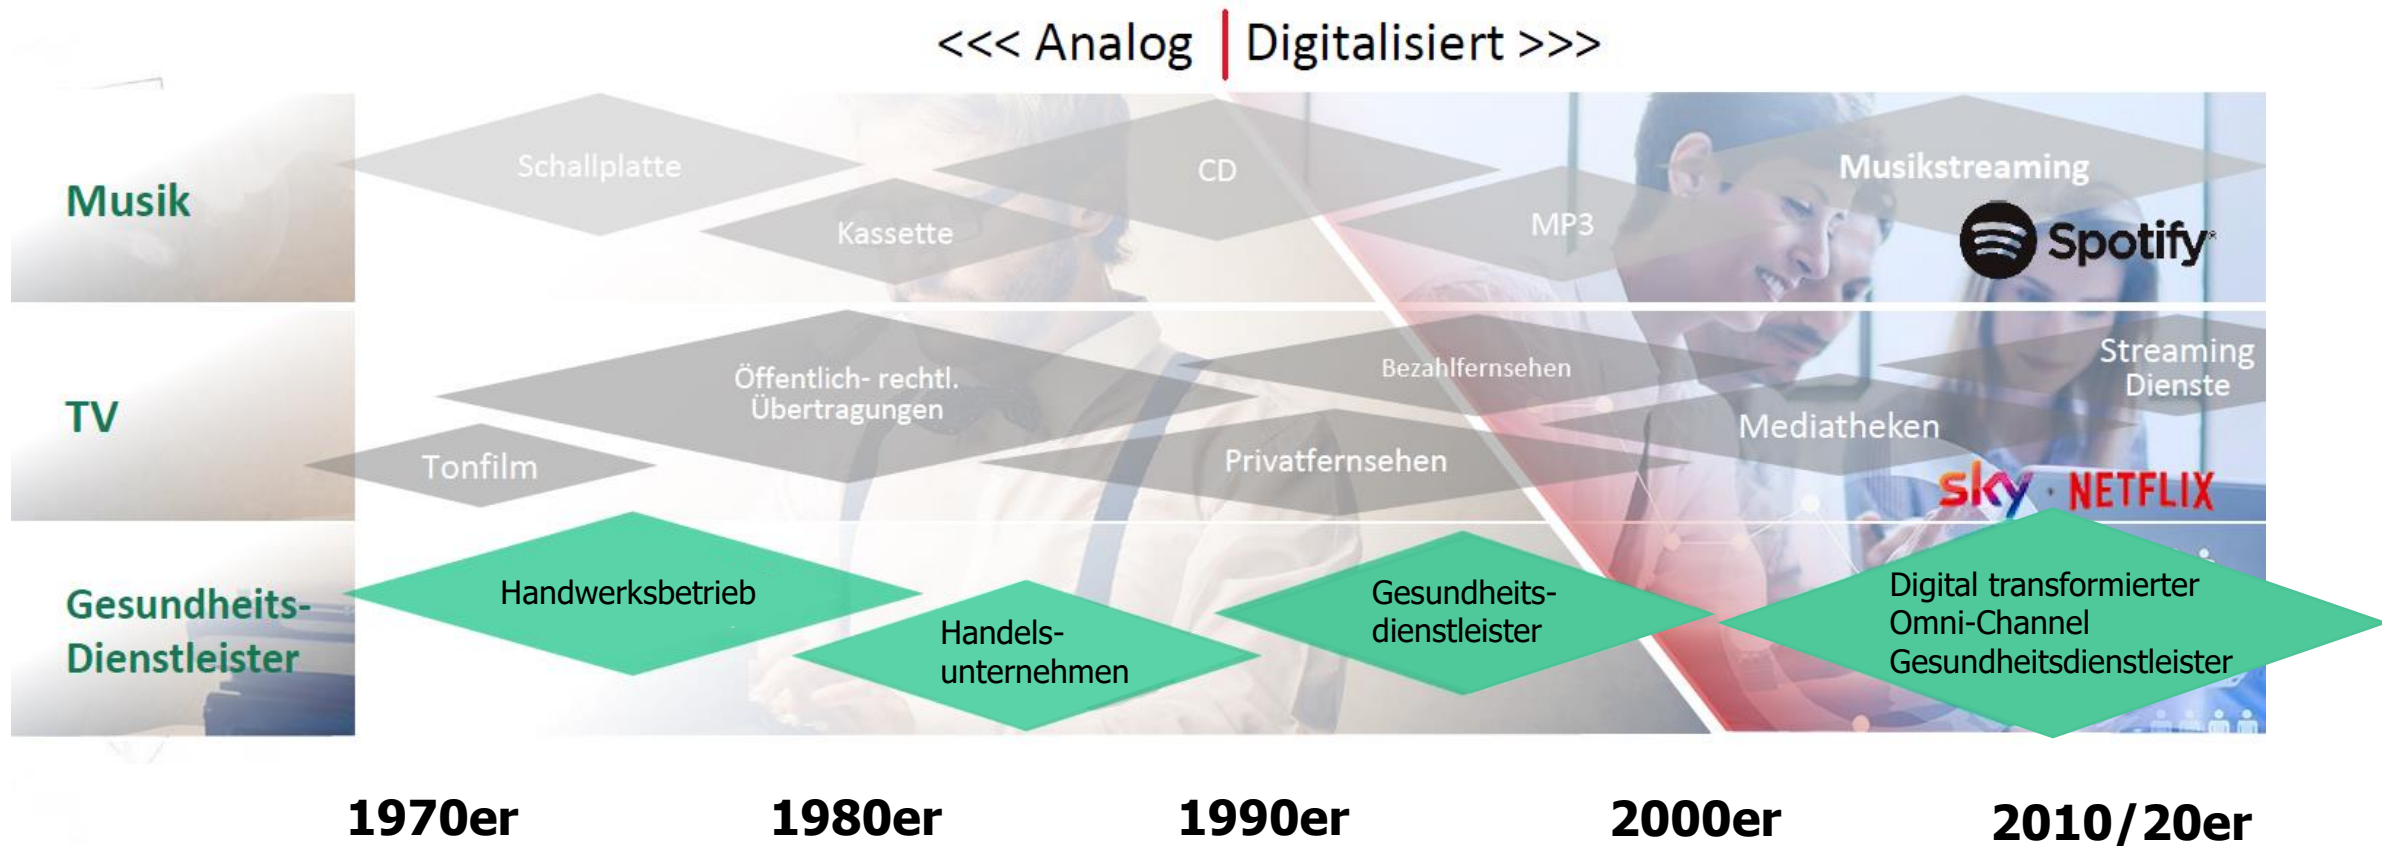 <<< Analog | Digitalisiert >>>
Musik
Schallplatte
Kassette
CD
MP3
Musikstreaming
Spotify
TV
Tonfilm
Öffentlich- rechtl.
Übertragungen
Privatfernsehen
Bezahlfernsehen
Mediatheken
Streaming
Dienste
sky NETFLIX
Gesundheits-
Dienstleister
Handwerksbetrieb
Handels-
unternehmen
Gesundheits-
dienstleister
Digital transformierter
Omni-Channel
Gesundheitsdienstleister
1970er
1980er
1990er
2000er
2010/20er